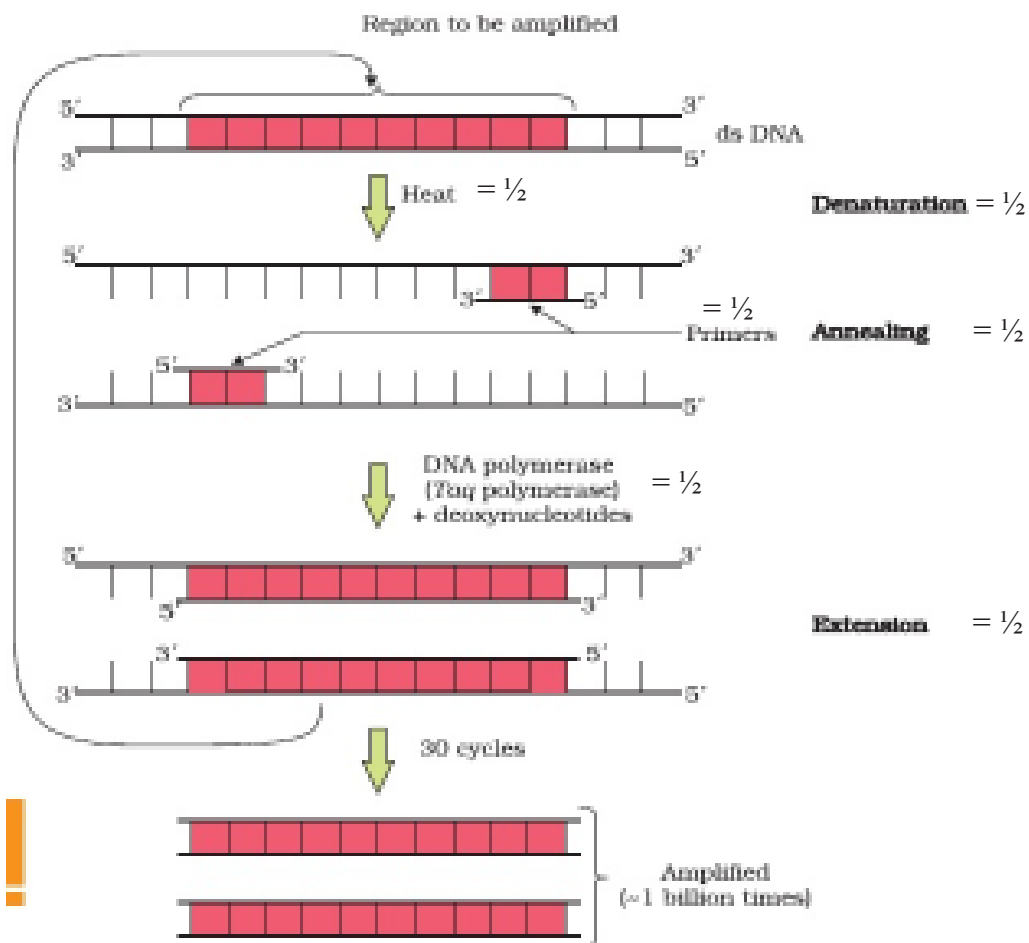 Region to be amplified
5′ 3′
ds DNA
3′ 5′
Heat = ½
Denaturation = ½
5′ 3′
3′ 5′
= ½
Primers Annealing = ½
5′ 3′
3′ 5′
DNA polymerase
(Taq polymerase) = ½
+ deoxynucleotides
5′ 3′
5′ 3′
Extension = ½
3′ 5′
3′ 5′
30 cycles
Amplified
(~1 billion times)